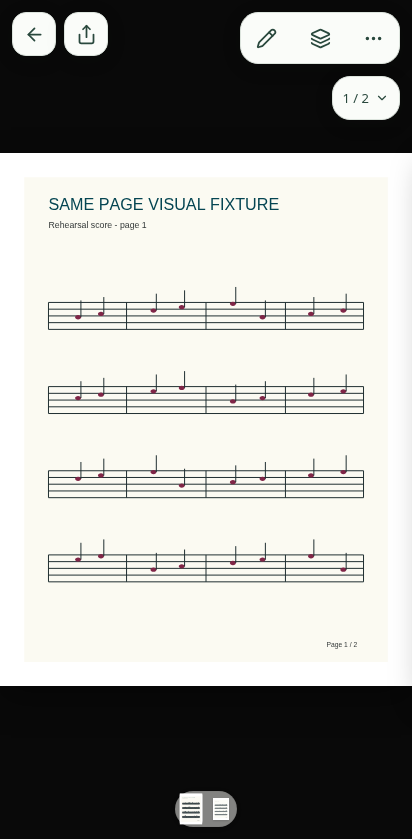 1 / 2
SAME PAGE VISUAL FIXTURE
Rehearsal score - page 1
Page 1 / 2